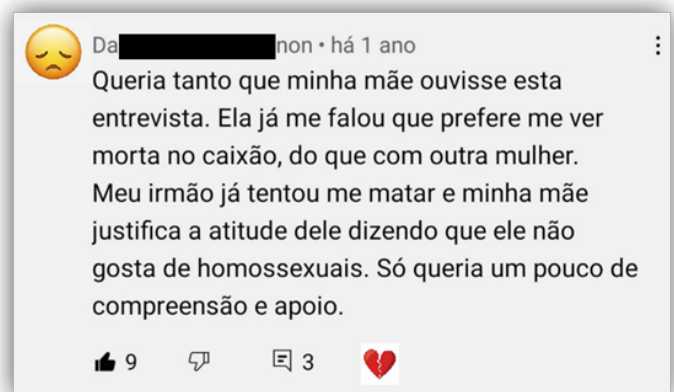 Da non • há 1 ano
Queria tanto que minha mãe ouvisse esta
entrevista. Ela já me falou que prefere me ver
morta no caixão, do que com outra mulher.
Meu irmão já tentou me matar e minha mãe
justifica a atitude dele dizendo que ele não
gosta de homossexuais. Só queria um pouco de
compreensão e apoio.
9 3